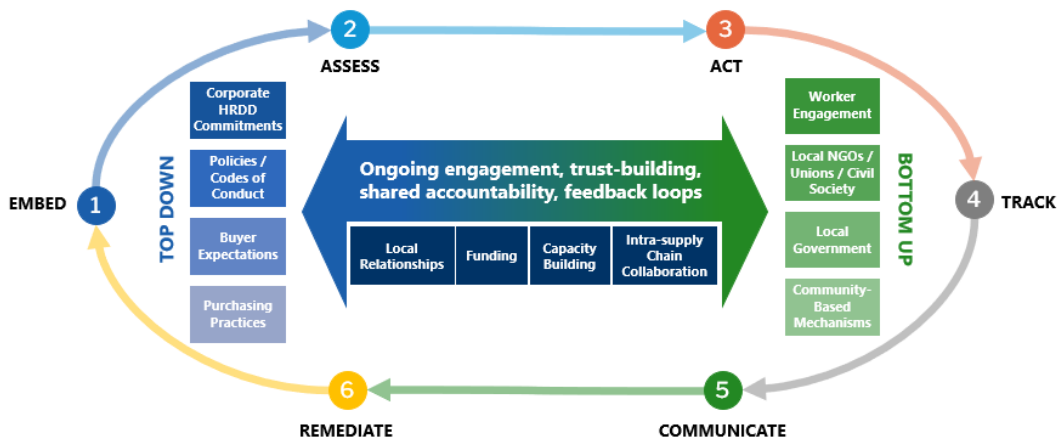 2
ASSESS
3
ACT
Corporate
HRDD
Commitments
Policies /
Codes of
Conduct
Buyer
Expectations
Purchasing
Practices
TOP DOWN
EMBED
1
Ongoing engagement, trust-building,
shared accountability, feedback loops
Local
Relationships
Funding
Capacity
Building
Intra-supply
Chain
Collaboration
Worker
Engagement
Local NGOs /
Unions / Civil
Society
Local
Government
Community-
Based
Mechanisms
BOTTOM UP
4
TRACK
6
REMEDIATE
5
COMMUNICATE